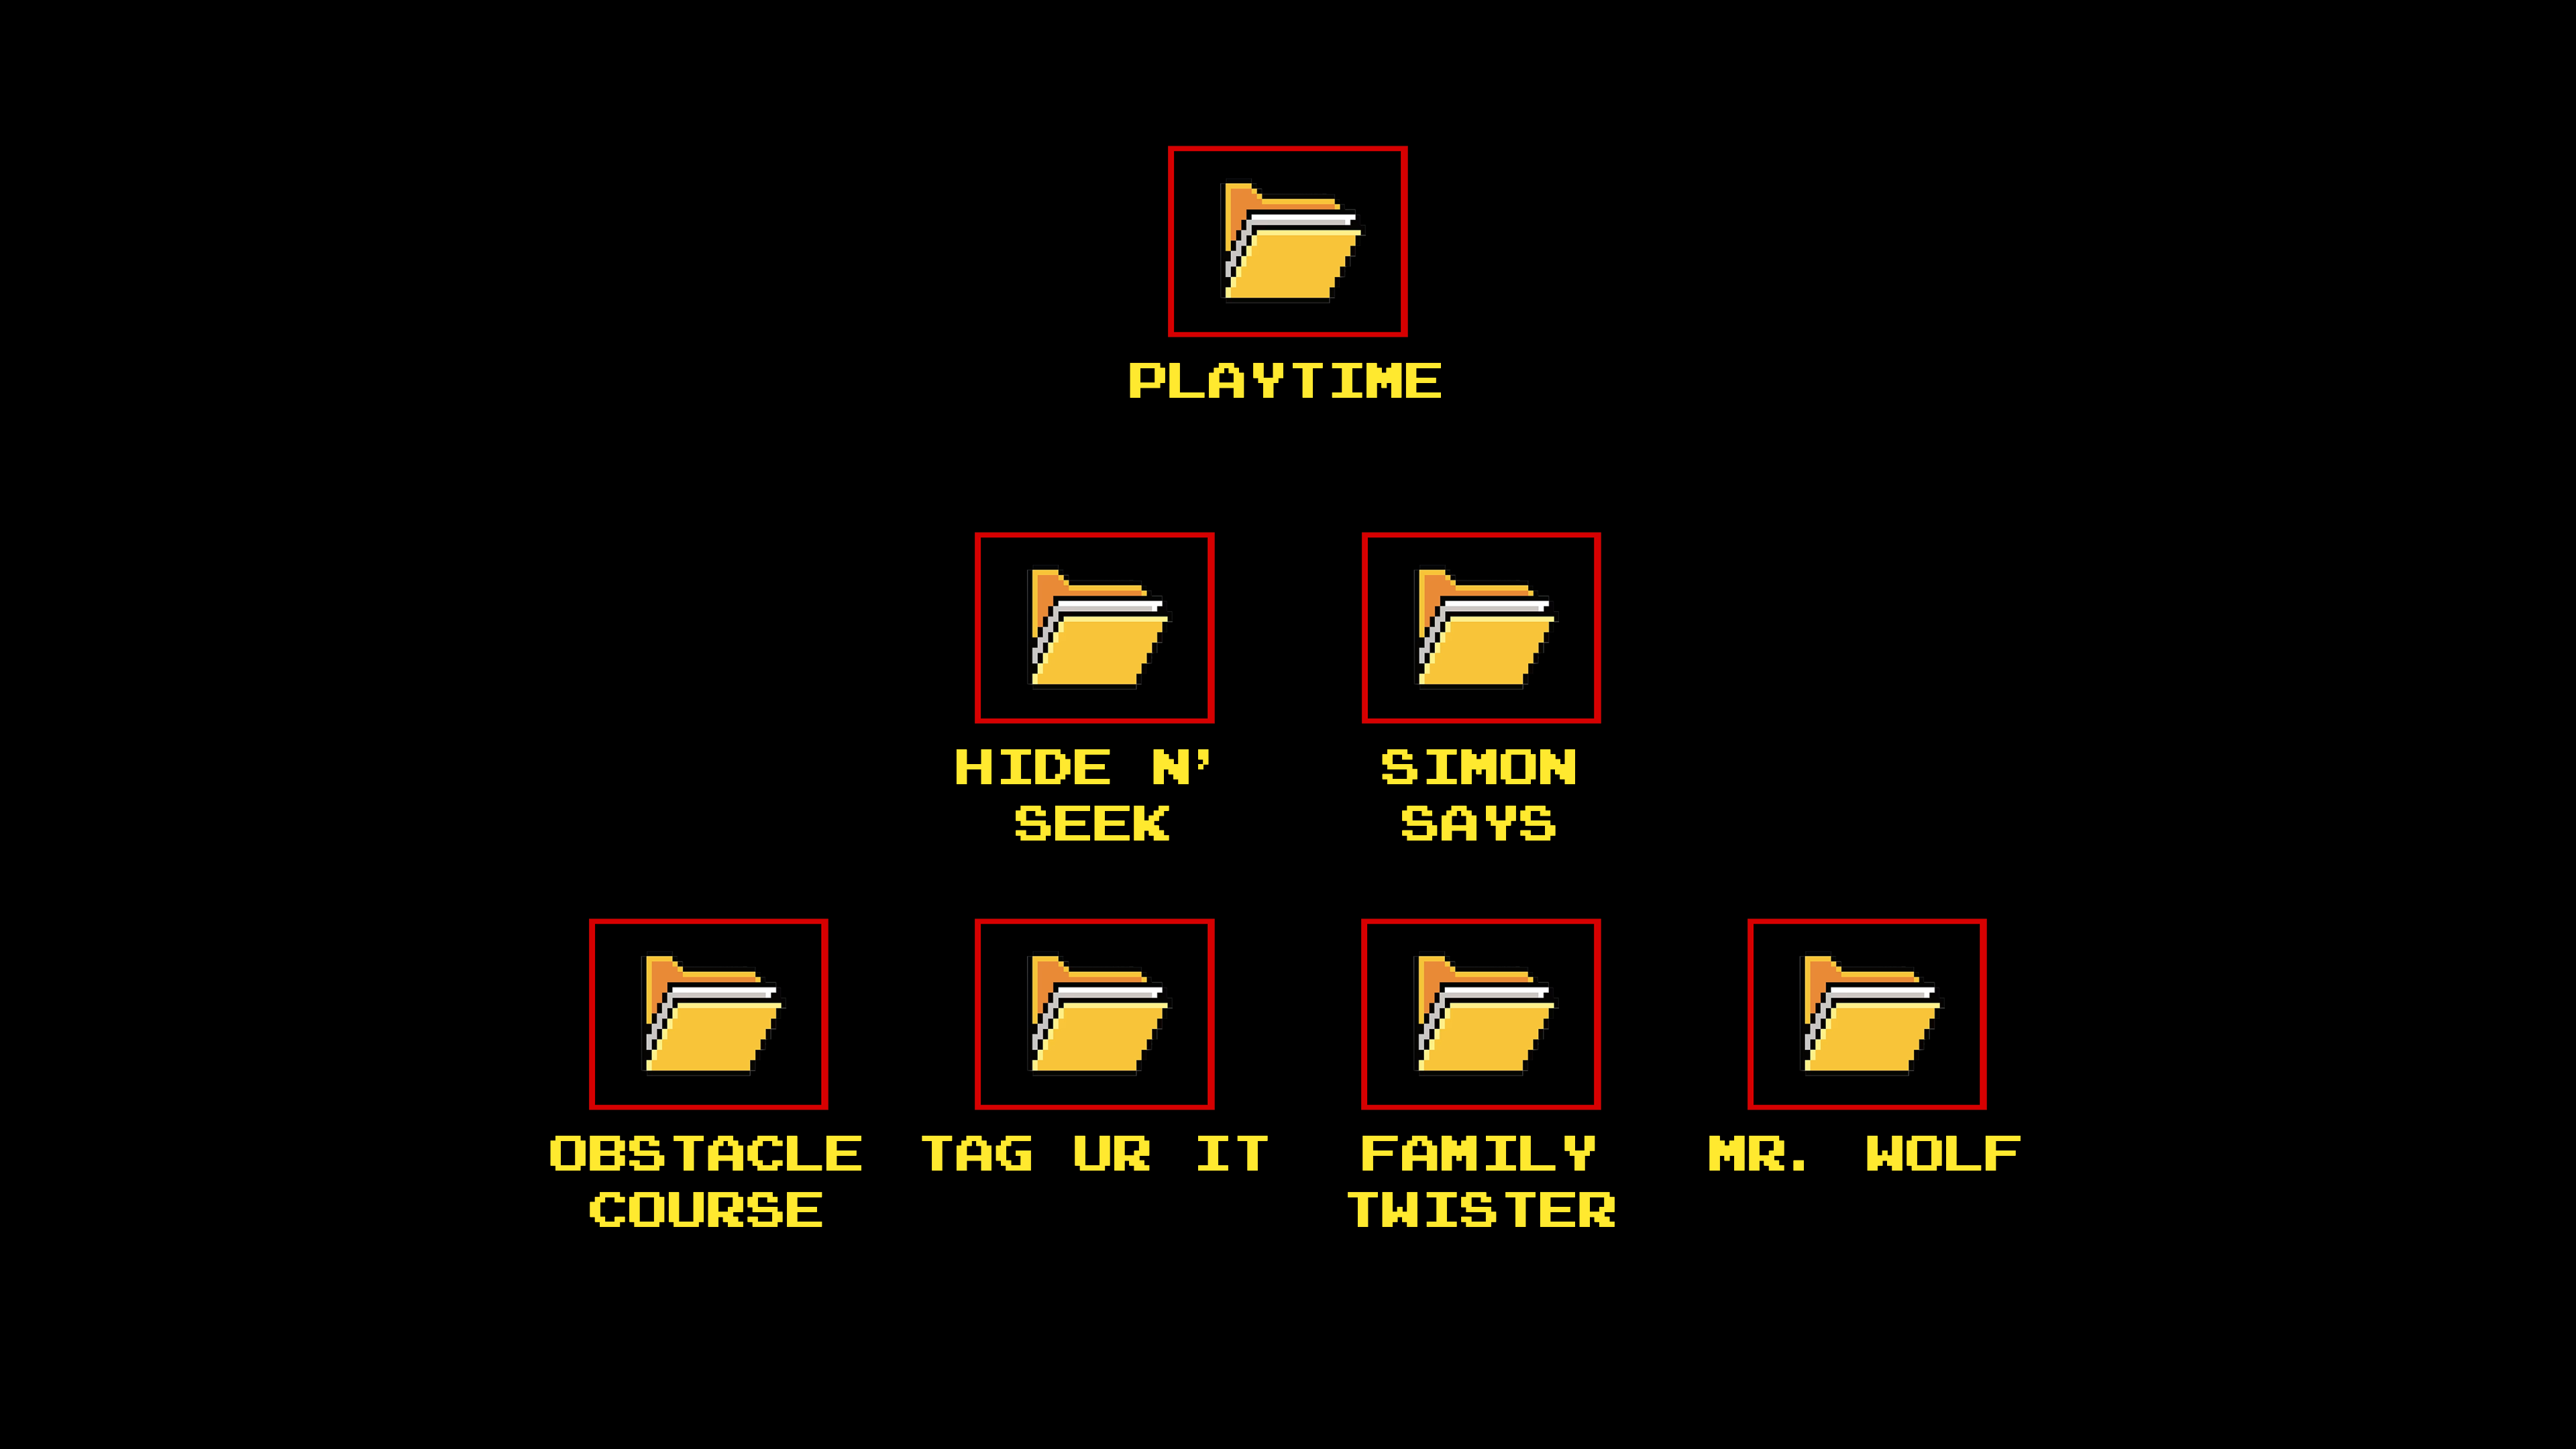 PLAYTIME
HIDE N'
SEEK
SIMON
SAYS
OBSTACLE
COURSE
TAG UR IT
FAMILY
TWISTER
MR. WOLF